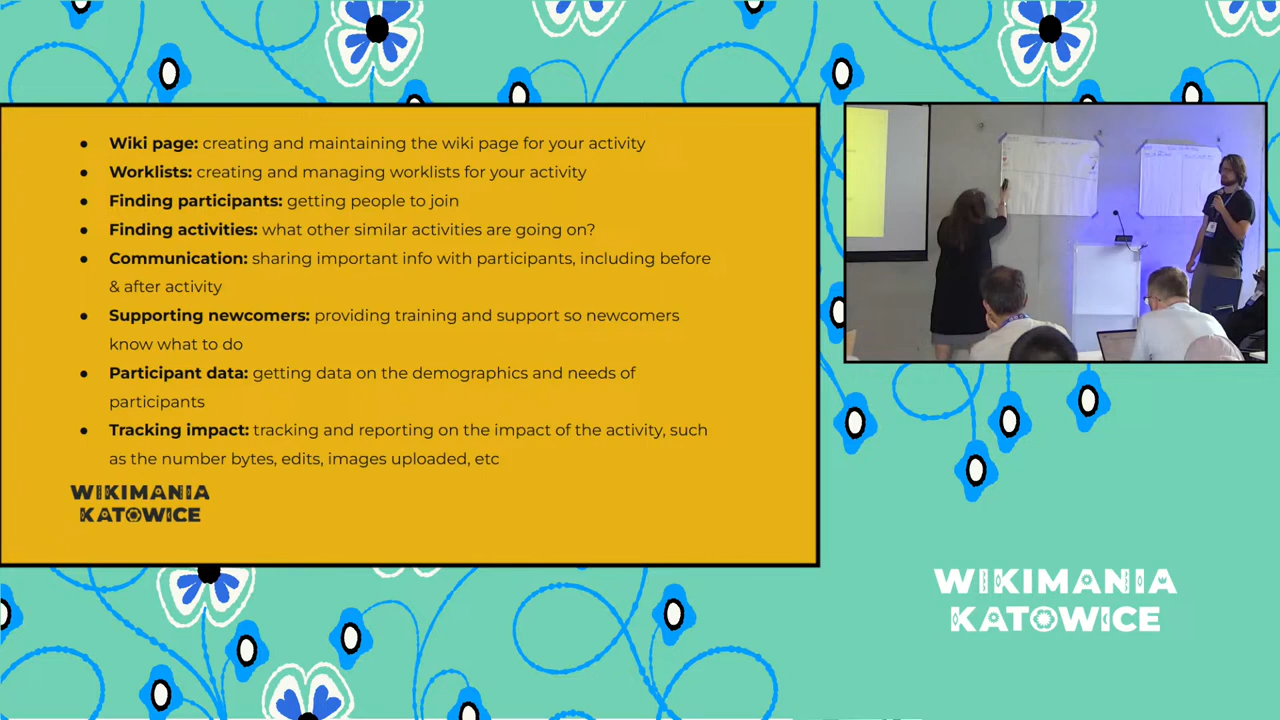 ● Wiki page: creating and maintaining the wiki page for your activity
● Worklists: creating and managing worklists for your activity
● Finding participants: getting people to join
● Finding activities: what other similar activities are going on?
● Communication: sharing important info with participants, including before
& after activity
● Supporting newcomers: providing training and support so newcomers
know what to do
● Participant data: getting data on the demographics and needs of
participants
● Tracking impact: tracking and reporting on the impact of the activity, such
as the number bytes, edits, images uploaded, etc
WIKIMANIA
KATOWICE
WIKIMANIA
KATOWICE